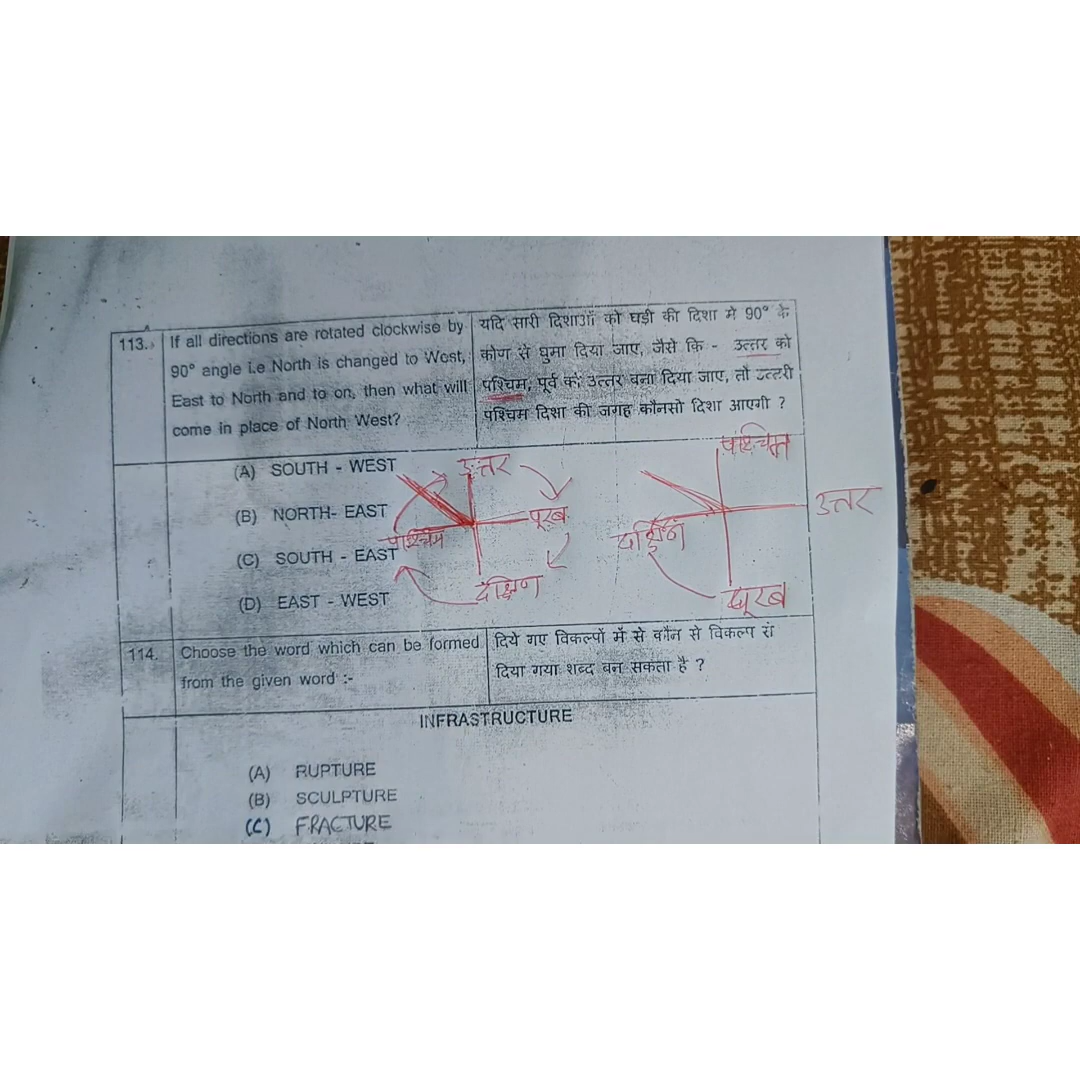 113. If all directions are rotated clockwise by
90° angle i.e North is changed to West,
East to North and to on, then what will
come in place of North West?
यदि सारी दिशाओं को घड़ी की दिशा मे 90° के
कोण से घुमा दिया जाए, जैसे कि - उत्तर को
पश्चिम, पूर्व को उत्तर बना दिया जाए, तो उत्तरी
पश्चिम दिशा की जगह कौनसी दिशा आएगी ?
(A) SOUTH - WEST
(B) NORTH- EAST
(C) SOUTH - EAST
(D) EAST - WEST
उत्तर
पूरब
पश्चिम
दक्षिण
पश्चिम
उत्तर
दक्षिण
पूरब
114. Choose the word which can be formed
from the given word :-
दिये गए विकल्पों में से कौन से विकल्प से
दिया गया शब्द बन सकता है ?
INFRASTRUCTURE
(A) RUPTURE
(B) SCULPTURE
(C) FRACTURE